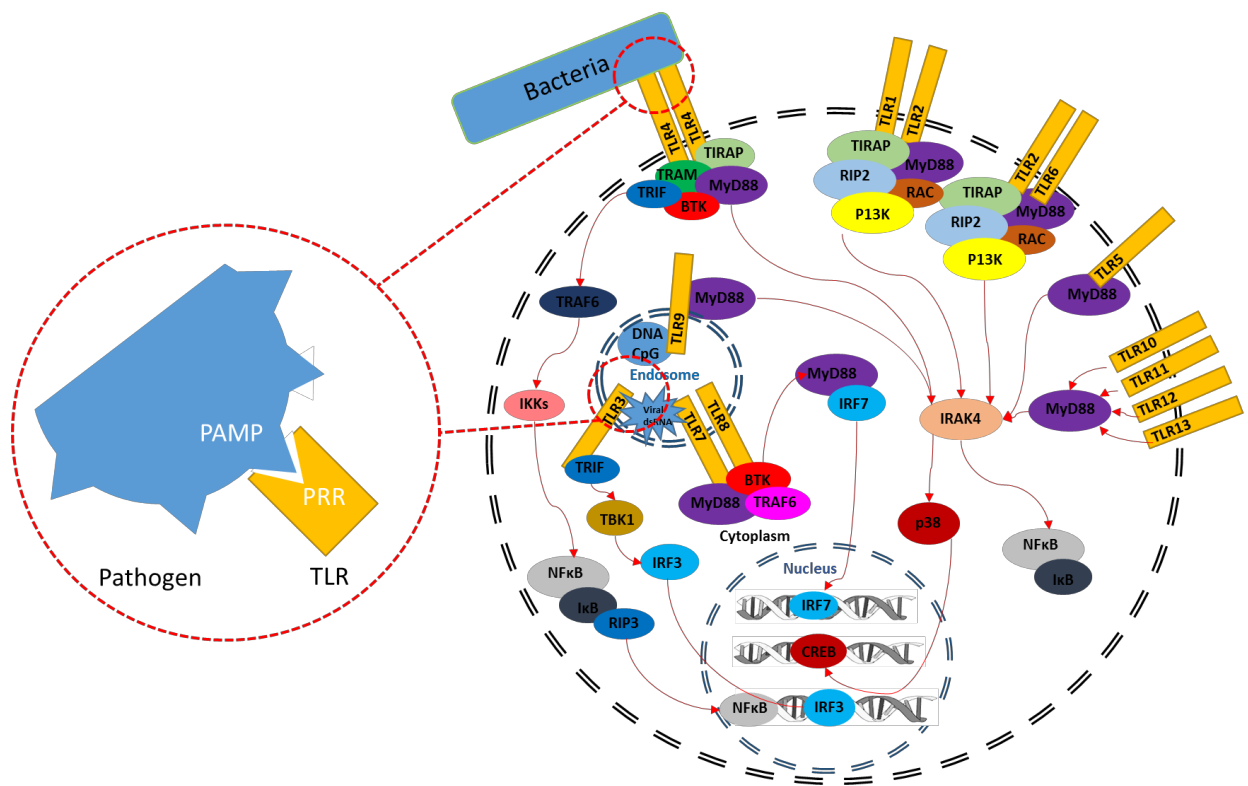 Bacteria
TLR4
TLR4
TIRAP
TRAM
TRIF
MyD88
BTK
TLR1
TLR2
TIRAP
MyD88
RIP2
RAC
P13K
TLR2
TLR6
TIRAP
MyD88
RIP2
RAC
P13K
TLR5
MyD88
TLR10
TLR11
TLR12
TLR13
MyD88
TRAF6
MyD88
TLR9
DNA
CpG
Endosome
Viral
dsRNA
TLR3
TLR7
TLR8
MyD88
IRF7
IRAK4
IKKs
PAMP
PRR
Pathogen
TLR
TRIF
BTK
MyD88
TRAF6
TBK1
Cytoplasm
p38
NFκB
IκB
IRF3
NFκB
IκB
RIP3
Nucleus
IRF7
CREB
NFκB
IRF3